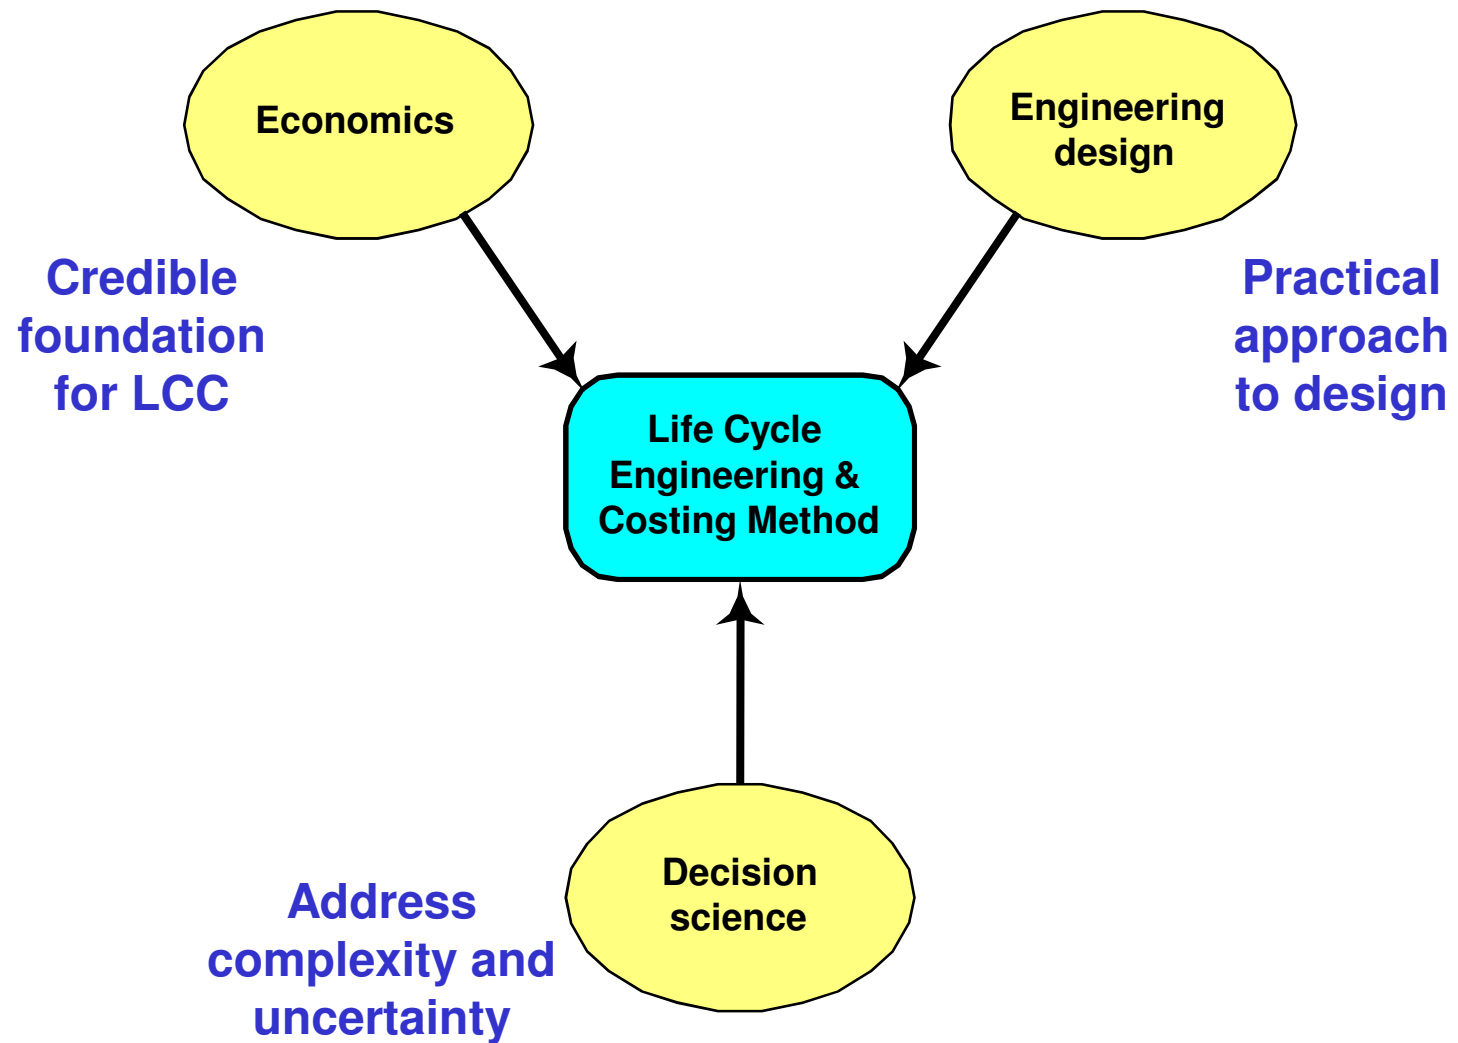 Economics
Engineering
design
Credible
foundation
for LCC
Practical
approach
to design
Life Cycle
Engineering &
Costing Method
Decision
science
Address
complexity and
uncertainty